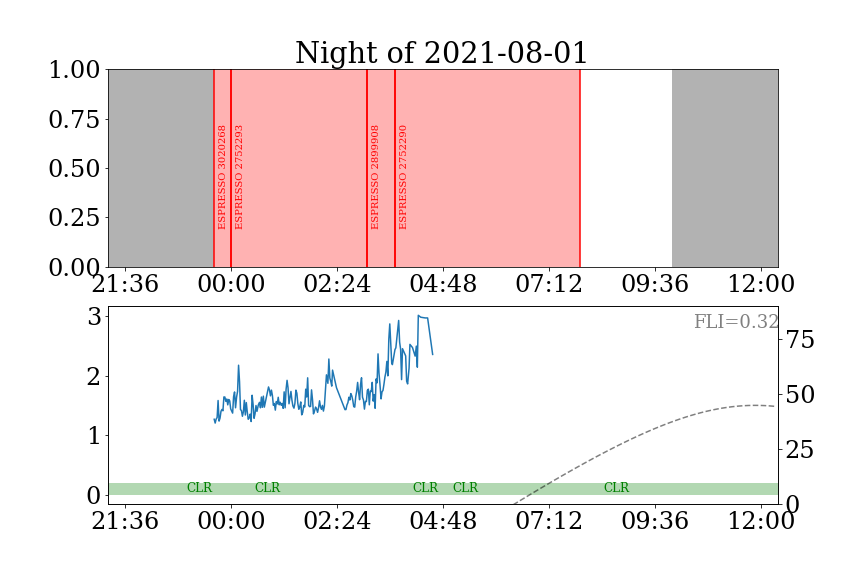 Night of 2021-08-01
1.00
0.75
0.50
0.25
0.00
ESPRESSO 3020268
ESPRESSO 2752293
ESPRESSO 2899908
ESPRESSO 2752290
21:36 00:00 02:24 04:48 07:12 09:36 12:00
FLI=0.32
3
2
1
0
75
50
25
0
CLR CLR CLR CLR CLR
21:36 00:00 02:24 04:48 07:12 09:36 12:00